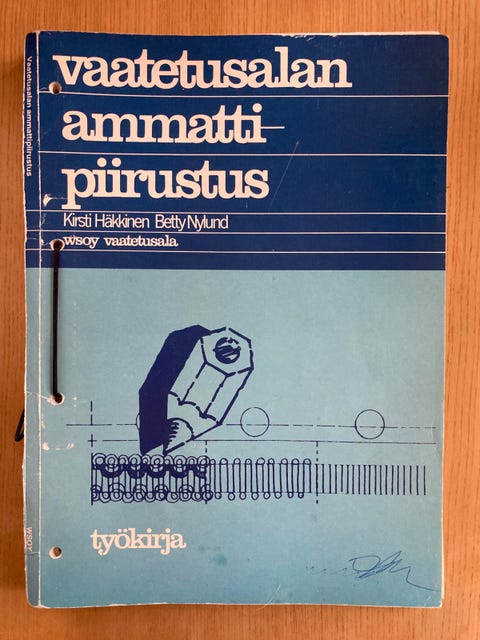 vaatetusalan
ammatti-
piirustus
Kirsti Häkkinen Betty Nylund
wsoy vaatetusala
työkirja
Vaatetusalan ammattipiirustus
WSOY